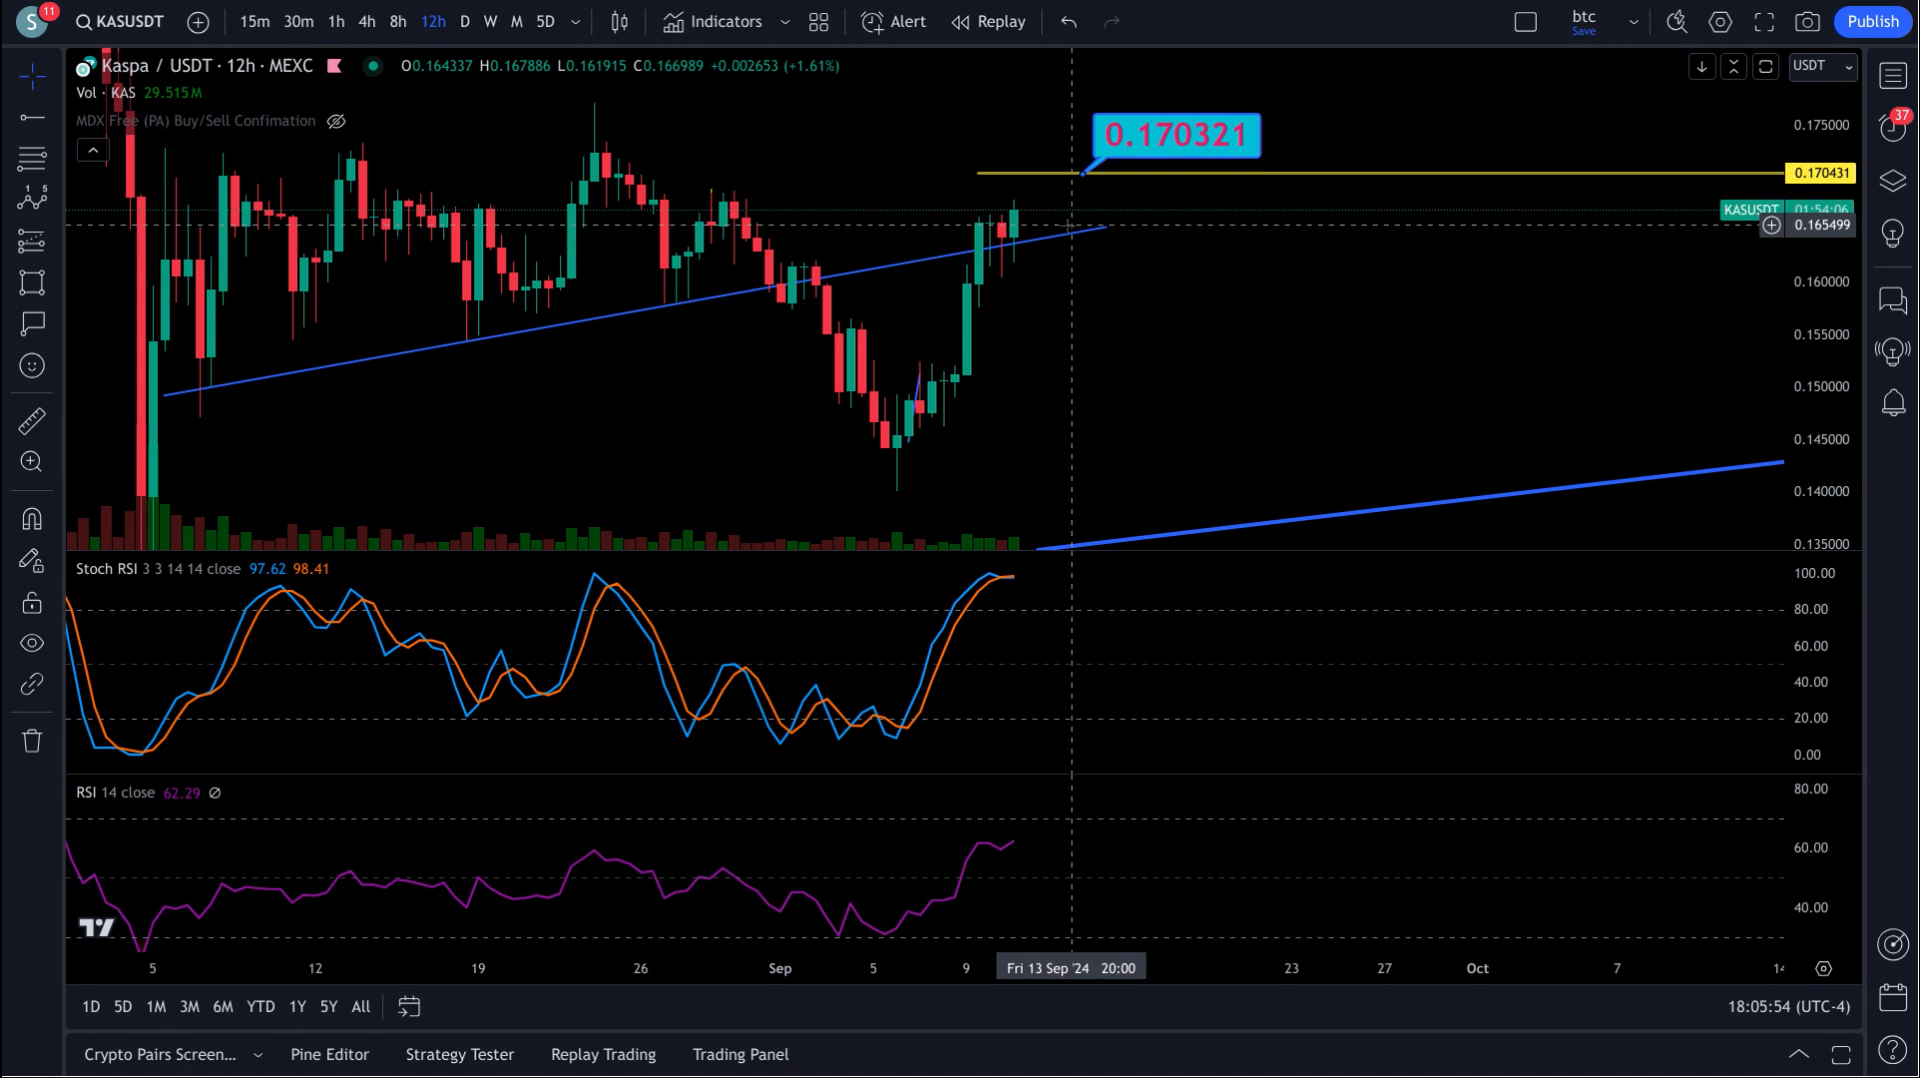 S 11 KASUSDT 15m 30m 1h 4h 8h 12h D W M 5D Indicators Alert Replay btc Save Publish
Kaspa / USDT · 12h · MEXC O0.164337 H0.167886 L0.161915 C0.166989 +0.002653 (+1.61%) USDT
Vol · KAS 29.515M
MDX Free (PA) Buy/Sell Confimation
37
0.170321
0.175000
0.170431
KASUSDT 01:54:06
0.165499
0.160000
0.155000
0.150000
0.145000
0.140000
0.135000
Stoch RSI 3 3 14 14 close 97.62 98.41
100.00
80.00
60.00
40.00
20.00
0.00
RSI 14 close 62.29
80.00
60.00
40.00
5 12 19 26 Sep 5 9 Fri 13 Sep '24 20:00 23 27 Oct 7
1D 5D 1M 3M 6M YTD 1Y 5Y All 18:05:54 (UTC-4)
Crypto Pairs Screen... Pine Editor Strategy Tester Replay Trading Trading Panel